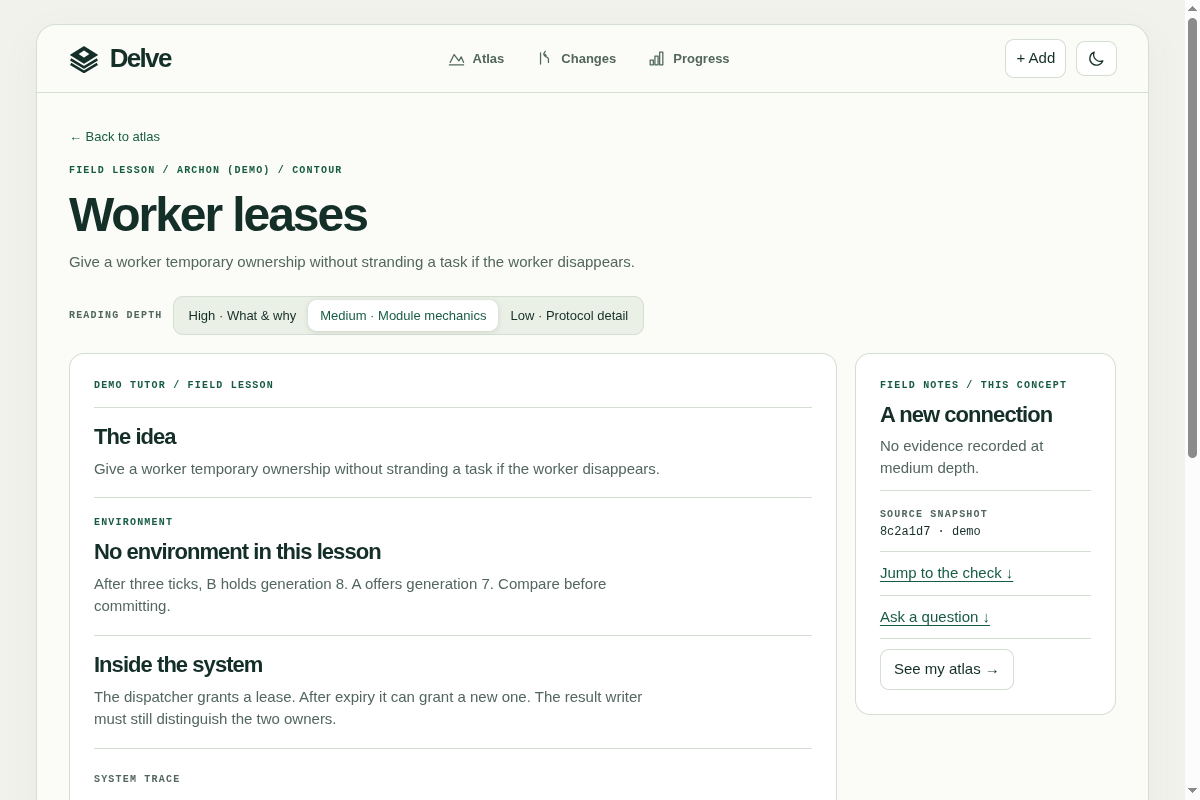 Delve
Atlas
Changes
Progress
+ Add
← Back to atlas
FIELD LESSON / ARCHON (DEMO) / CONTOUR
Worker leases
Give a worker temporary ownership without stranding a task if the worker disappears.
READING DEPTH
High · What & why
Medium · Module mechanics
Low · Protocol detail
DEMO TUTOR / FIELD LESSON
The idea
Give a worker temporary ownership without stranding a task if the worker disappears.
ENVIRONMENT
No environment in this lesson
After three ticks, B holds generation 8. A offers generation 7. Compare before
committing.
Inside the system
The dispatcher grants a lease. After expiry it can grant a new one. The result writer
must still distinguish the two owners.
SYSTEM TRACE
FIELD NOTES / THIS CONCEPT
A new connection
No evidence recorded at
medium depth.
SOURCE SNAPSHOT
8c2a1d7 · demo
Jump to the check ↓
Ask a question ↓
See my atlas →